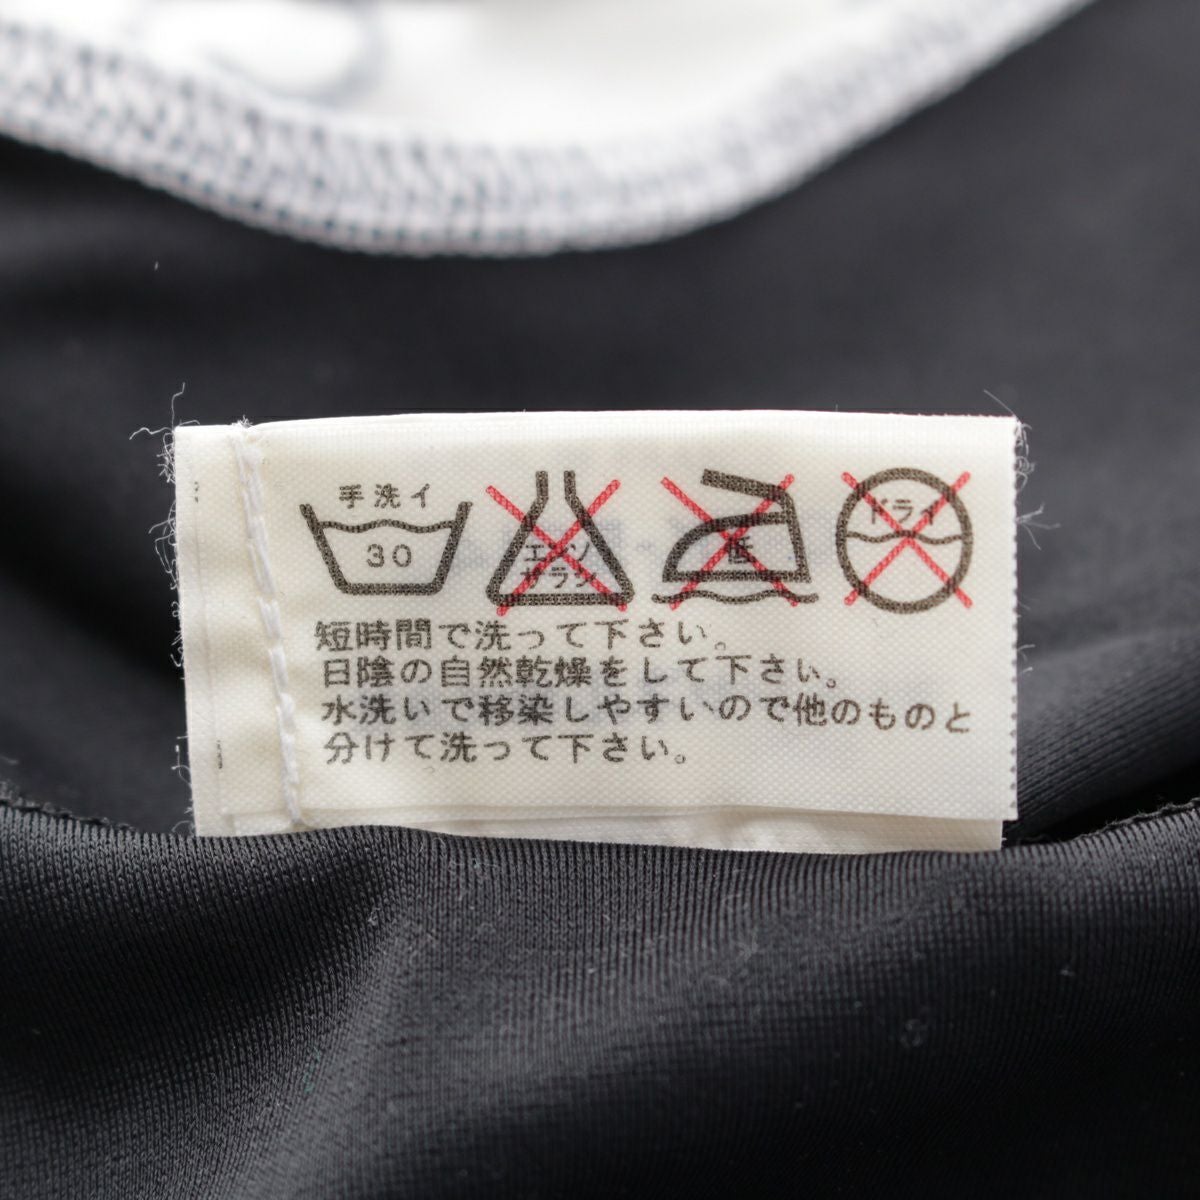 手洗イ
30
エンソ
サラシ
低
ドライ
短時間で洗って下さい。
日陰の自然乾燥をして下さい。
水洗いで移染しやすいので他のものと
分けて洗って下さい。